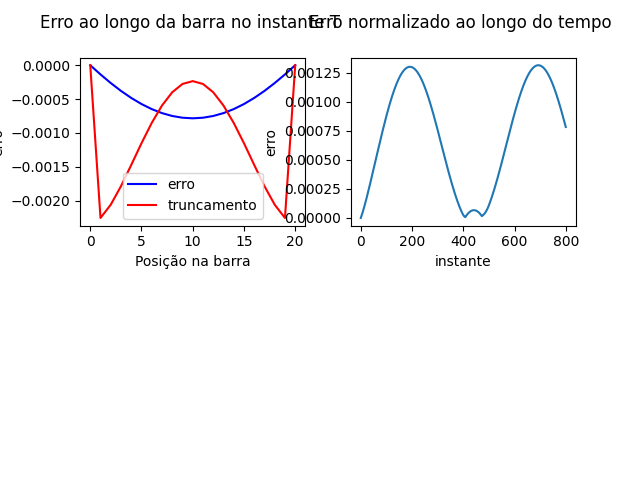 Erro ao longo da barra no instante T
Erro normalizado ao longo do tempo
0.0000
−0.0005
−0.0010
−0.0015
−0.0020
erro
erro
truncamento
0 5 10 15 20
Posição na barra
0.00125
0.00100
0.00075
0.00050
0.00025
0.00000
erro
0 200 400 600 800
instante